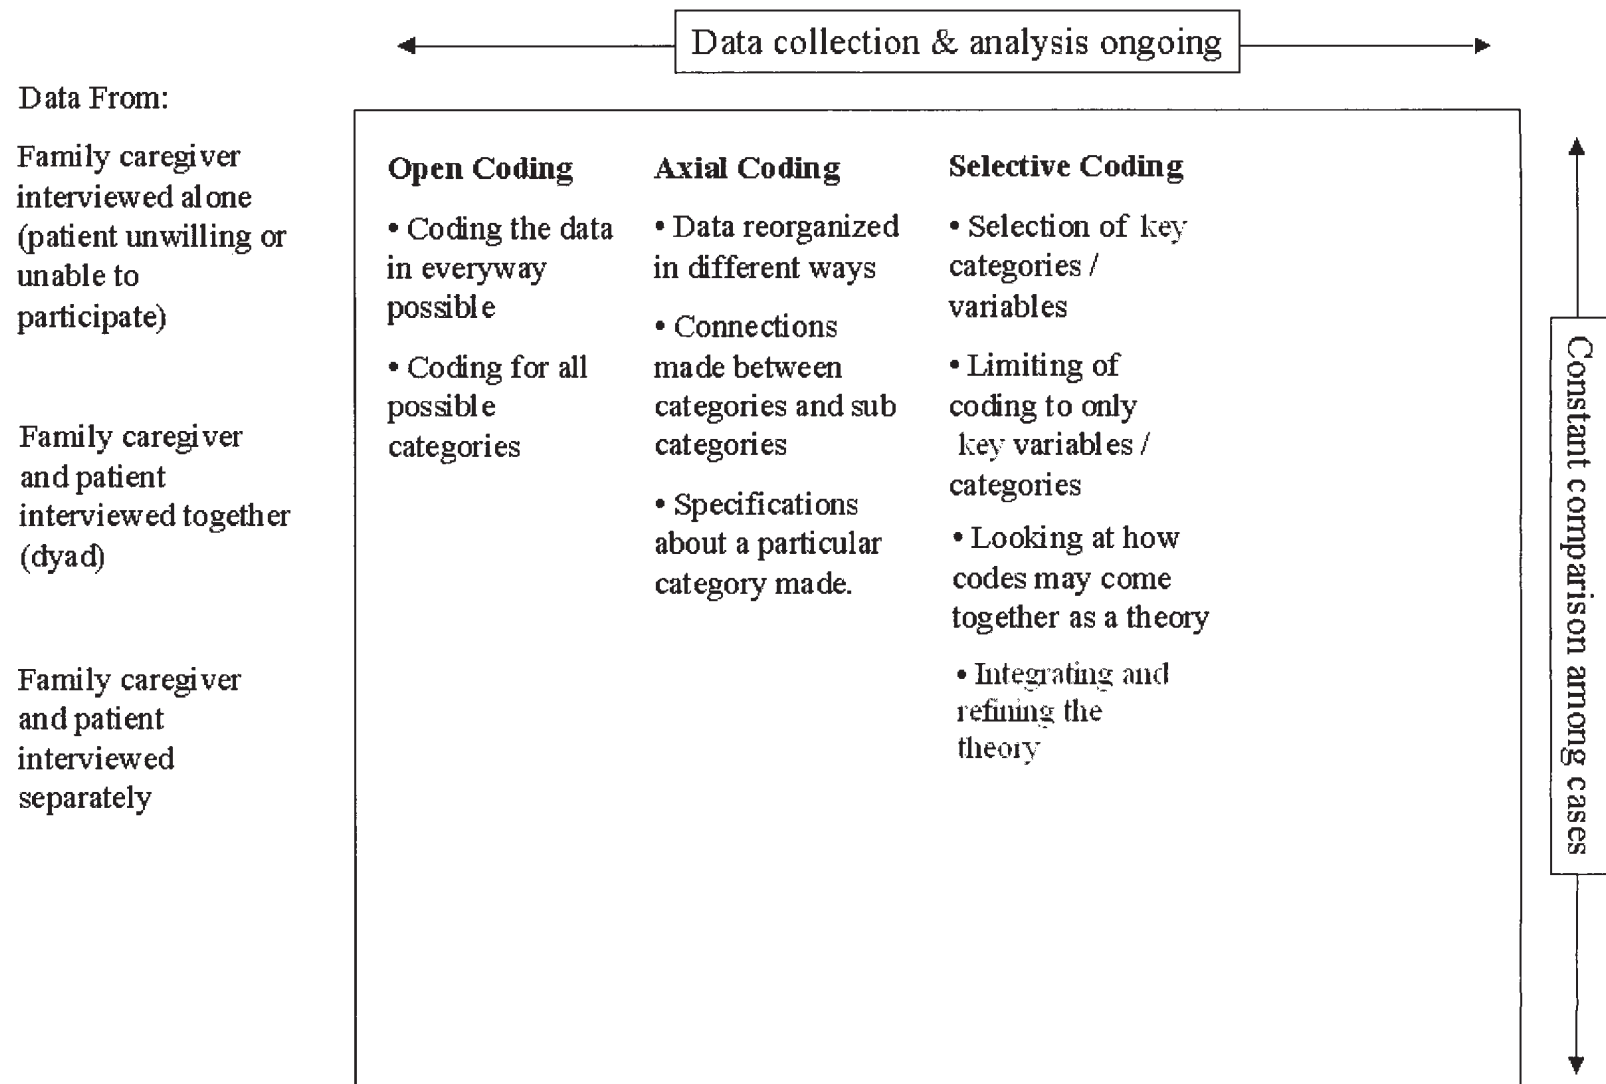 Data collection & analysis ongoing
Data From:
Family caregiver
interviewed alone
(patient unwilling or
unable to
participate)
Family caregiver
and patient
interviewed together
(dyad)
Family caregiver
and patient
interviewed
separately
Open Coding
• Coding the data
in everyway
possible
• Coding for all
possible
categories
Axial Coding
• Data reorganized
in different ways
• Connections
made between
categories and sub
categories
• Specifications
about a particular
category made.
Selective Coding
• Selection of key
categories /
variables
• Limiting of
coding to only
key variables /
categories
• Looking at how
codes may come
together as a theory
• Integrating and
refining the
theory
Constant comparison among cases